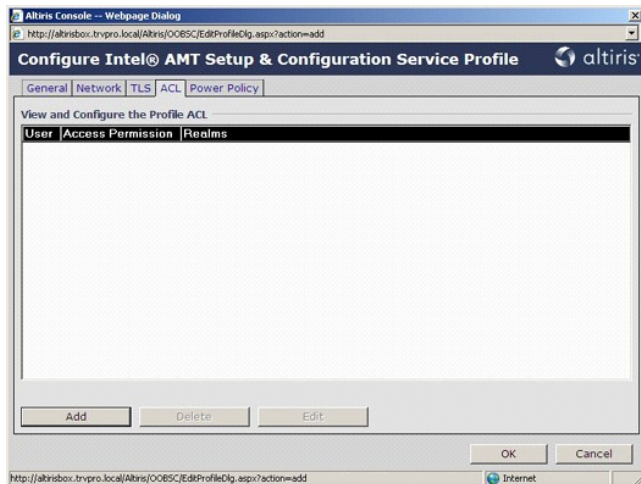 Altiris Console -- Webpage Dialog
http://altirisbox.trvpro.local/Altiris/OOBSC/EditProfileDlg.aspx?action=add
Configure Intel® AMT Setup & Configuration Service Profile
altiris
General Network TLS ACL Power Policy
View and Configure the Profile ACL
User Access Permission Realms
Add Delete Edit
OK Cancel
http://altirisbox.trvpro.local/Altiris/OOBSC/EditProfileDlg.aspx?action=add Internet